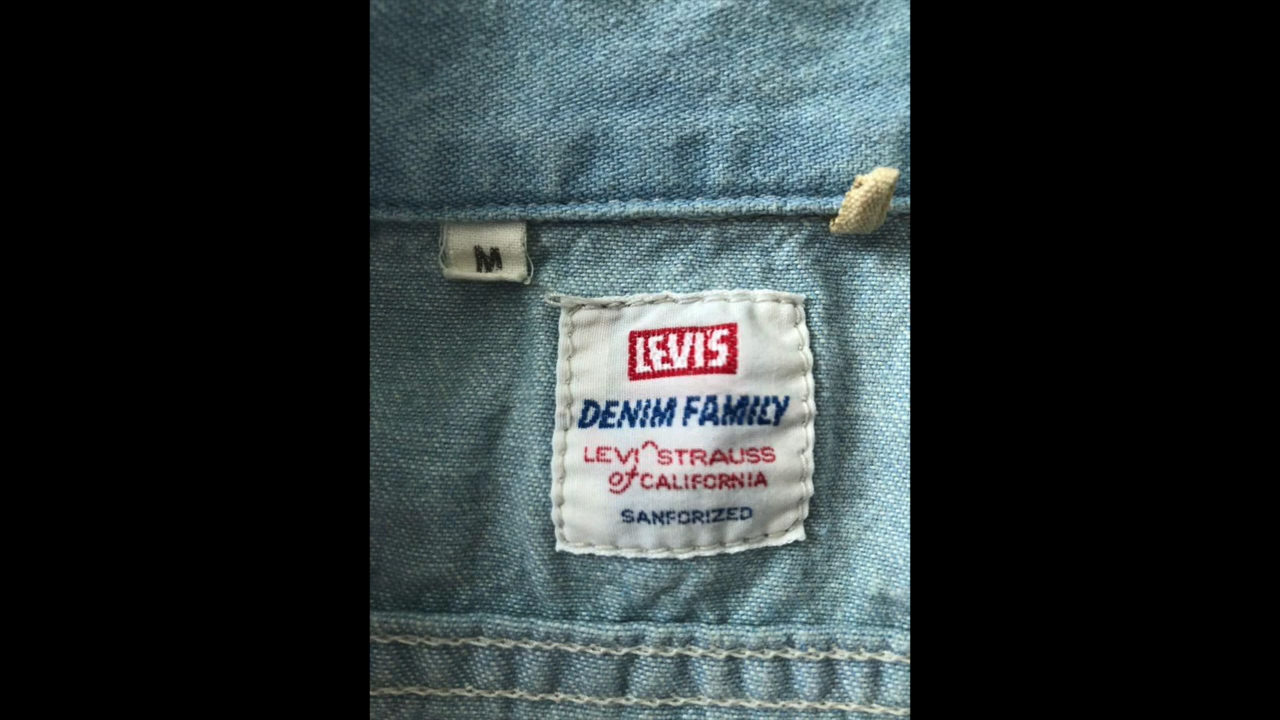 M
LEVIS
DENIM FAMILY
LEVI STRAUSS
of CALIFORNIA
SANFORIZED